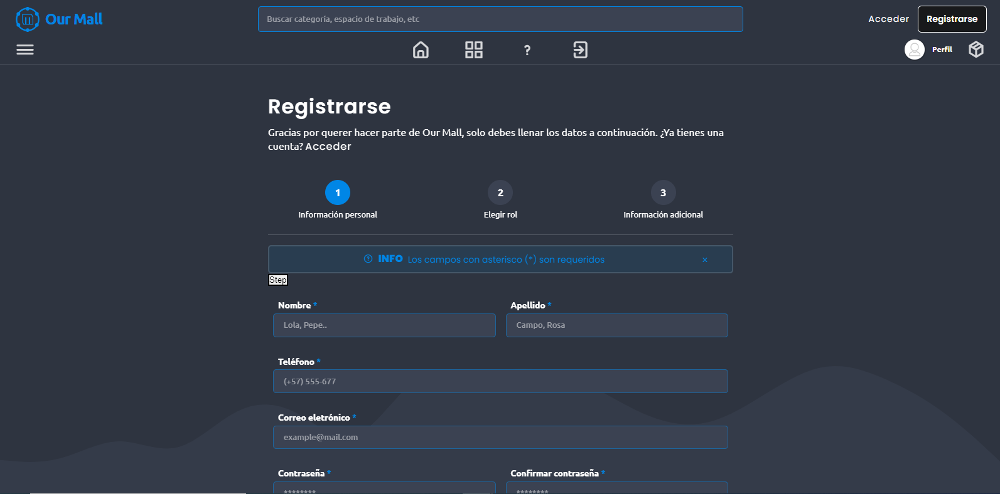 Our Mall
Buscar categoría, espacio de trabajo, etc
Acceder
Registrarse
?
Perfil
Registrarse
Gracias por querer hacer parte de Our Mall, solo debes llenar los datos a continuación. ¿Ya tienes una
cuenta? Acceder
1
2
3
Información personal
Elegir rol
Información adicional
INFO Los campos con asterisco (*) son requeridos ×
Step
Nombre *
Apellido *
Lola, Pepe..
Campo, Rosa
Teléfono *
(+57) 555-677
Correo eletrónico *
example@mail.com
Contraseña *
Confirmar contraseña *
********
********